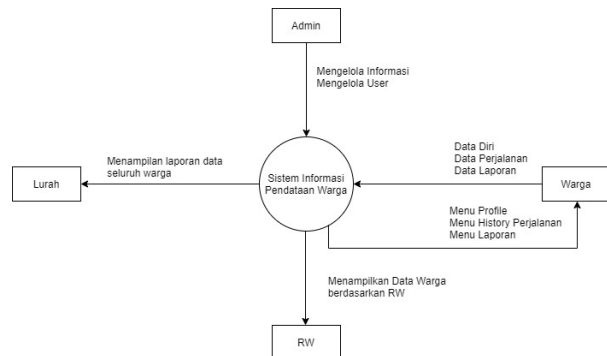 Admin
Mengelola Informasi
Mengelola User
Menampilan laporan data
seluruh warga
Data Diri
Data Perjalanan
Data Laporan
Lurah
Sistem Informasi
Pendataan Warga
Warga
Menu Profile
Menu History Perjalanan
Menu Laporan
Menampilkan Data Warga
berdasarkan RW
RW